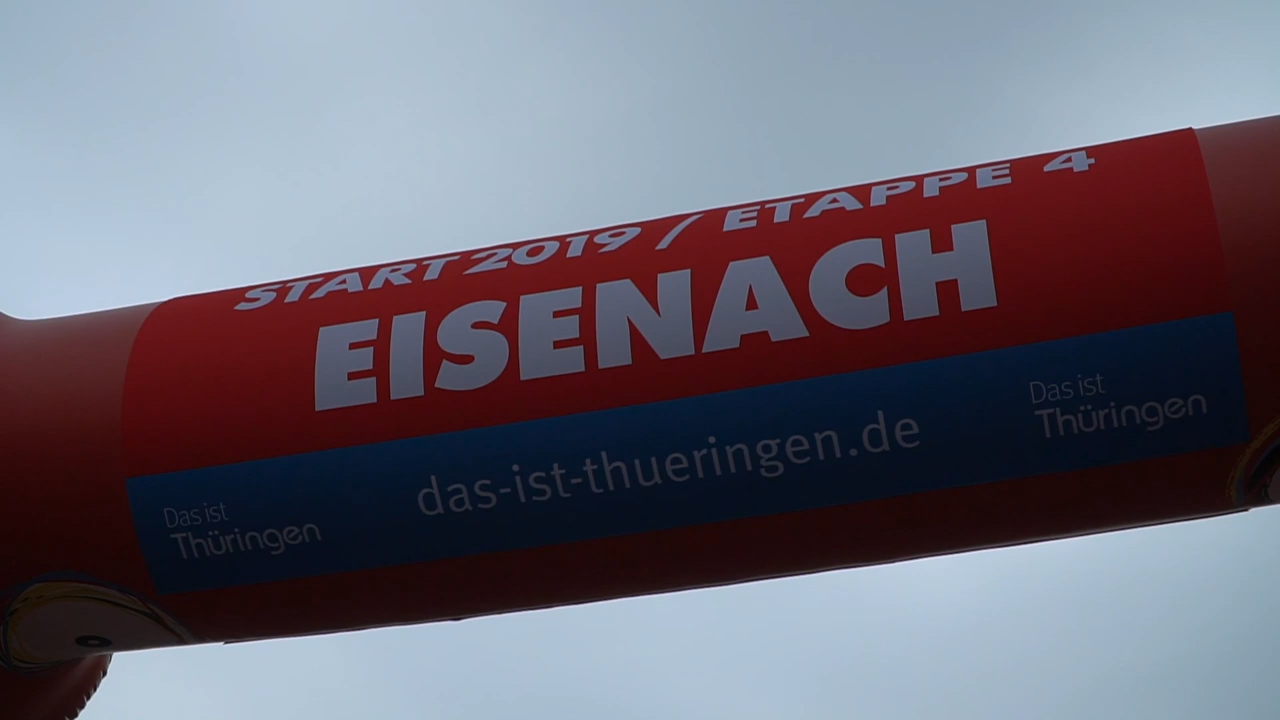 START 2019 / ETAPPE 4
EISENACH
das-ist-thueringen.de
Das ist
Thüringen
Das ist
Thüringen